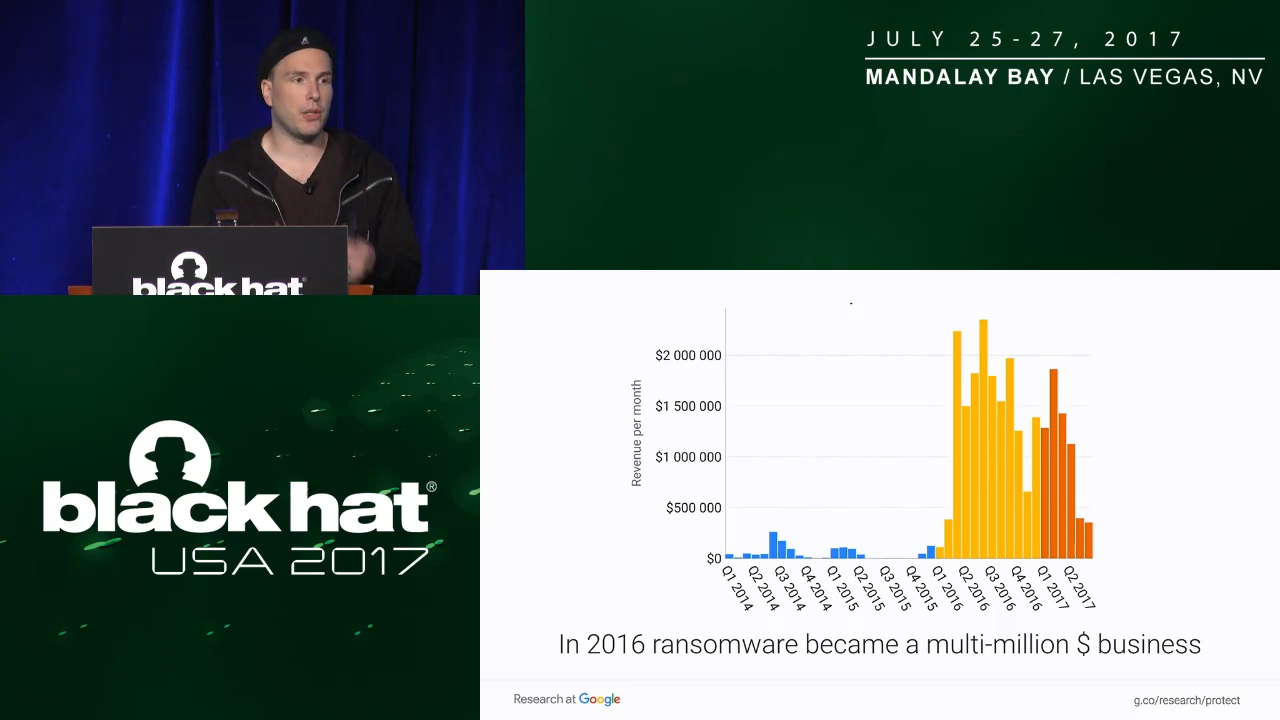 JULY 25-27, 2017
MANDALAY BAY / LAS VEGAS, NV
black hat®
black hat®
USA 2017
Revenue per month
$2 000 000
$1 500 000
$1 000 000
$500 000
$0
Q1 2014
Q2 2014
Q3 2014
Q4 2014
Q1 2015
Q2 2015
Q3 2015
Q4 2015
Q1 2016
Q2 2016
Q3 2016
Q4 2016
Q1 2017
Q2 2017
In 2016 ransomware became a multi-million $ business
Research at Google
g.co/research/protect